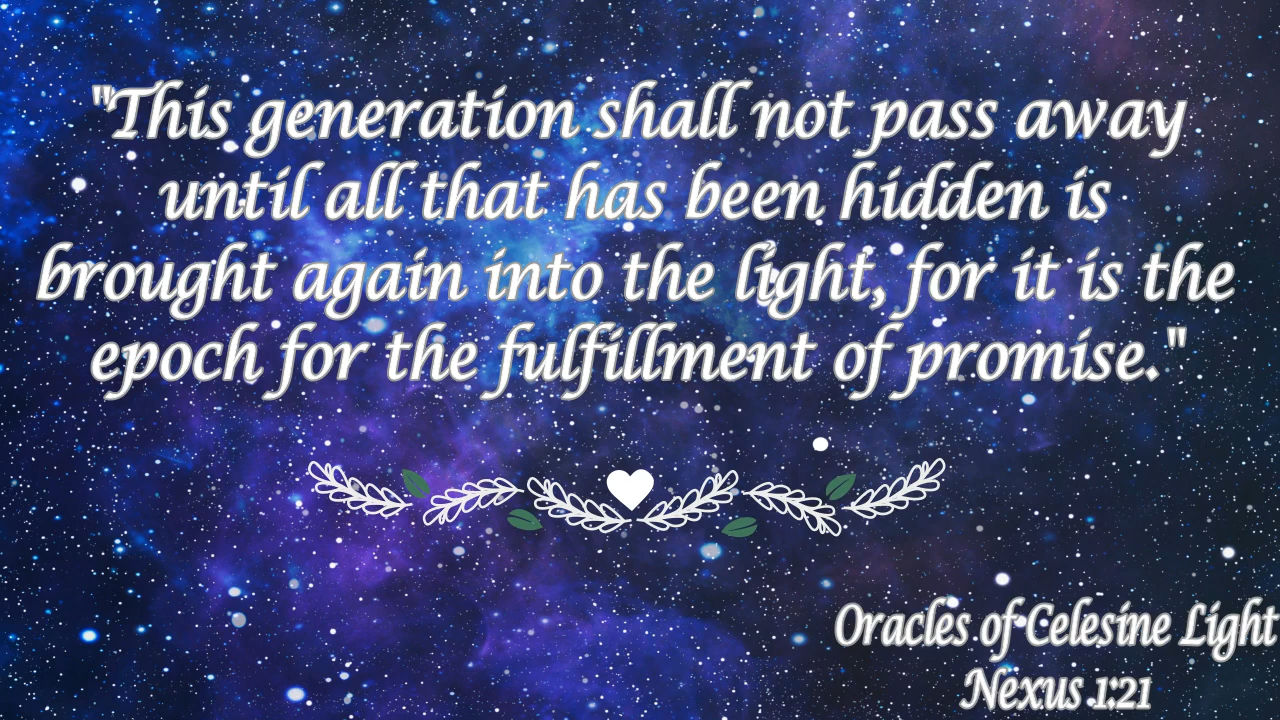 "This generation shall not pass away
until all that has been hidden is
brought again into the light, for it is the
epoch for the fulfillment of promise."
Oracles of Celesine Light
Nexus 1:21